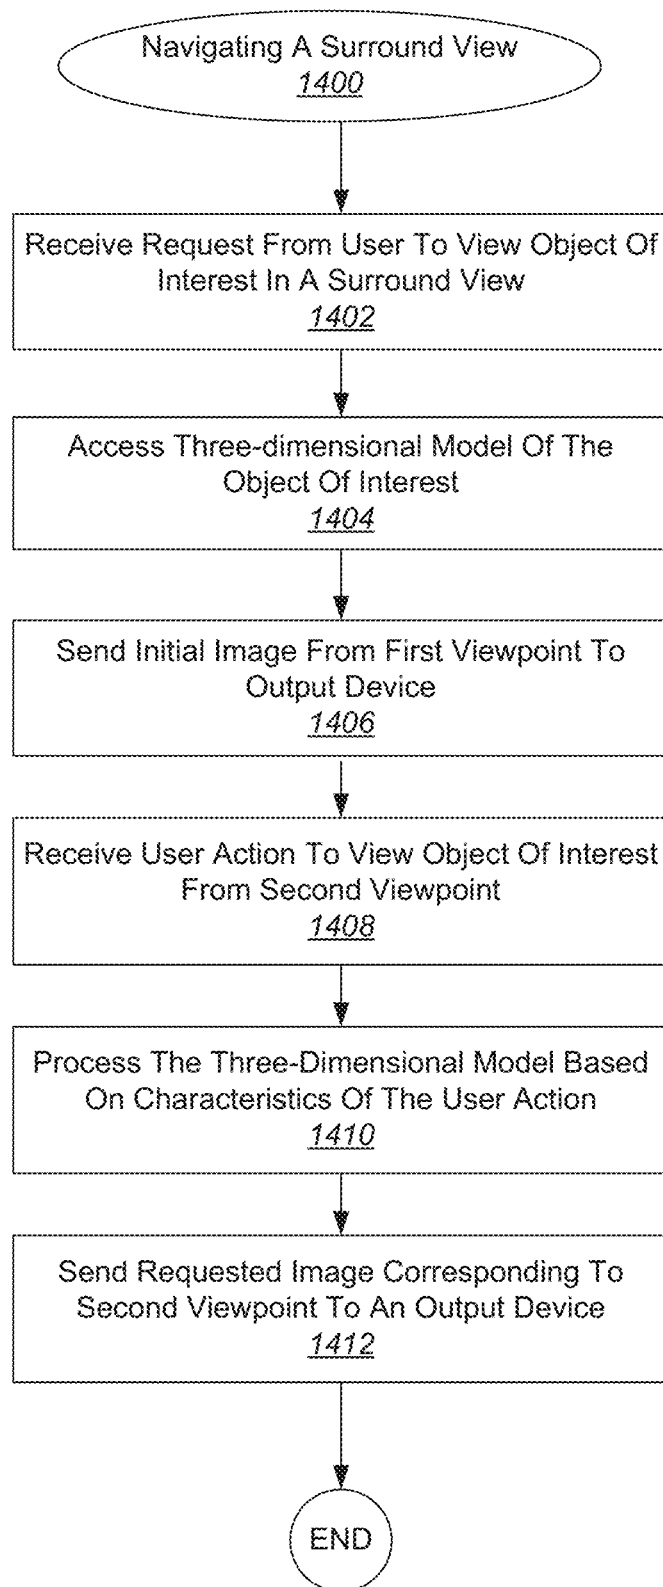 Navigating A Surround View
1400
Receive Request From User To View Object Of
Interest In A Surround View
1402
Access Three-dimensional Model Of The
Object Of Interest
1404
Send Initial Image From First Viewpoint To
Output Device
1406
Receive User Action To View Object Of Interest
From Second Viewpoint
1408
Process The Three-Dimensional Model Based
On Characteristics Of The User Action
1410
Send Requested Image Corresponding To
Second Viewpoint To An Output Device
1412
END